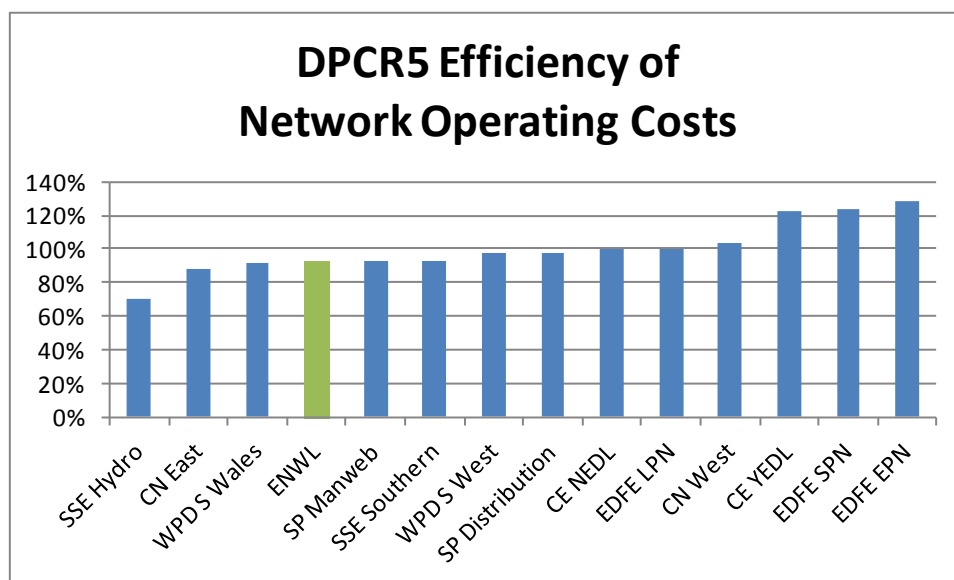 DPCR5 Efficiency of
Network Operating Costs
140%
120%
100%
80%
60%
40%
20%
0%
SSE Hydro
CN East
WPD S Wales
ENWL
SP Manweb
SSE Southern
WPD S West
SP Distribution
CE NEDL
EDFE LPN
CN West
CE YEDL
EDFE SPN
EDFE EPN